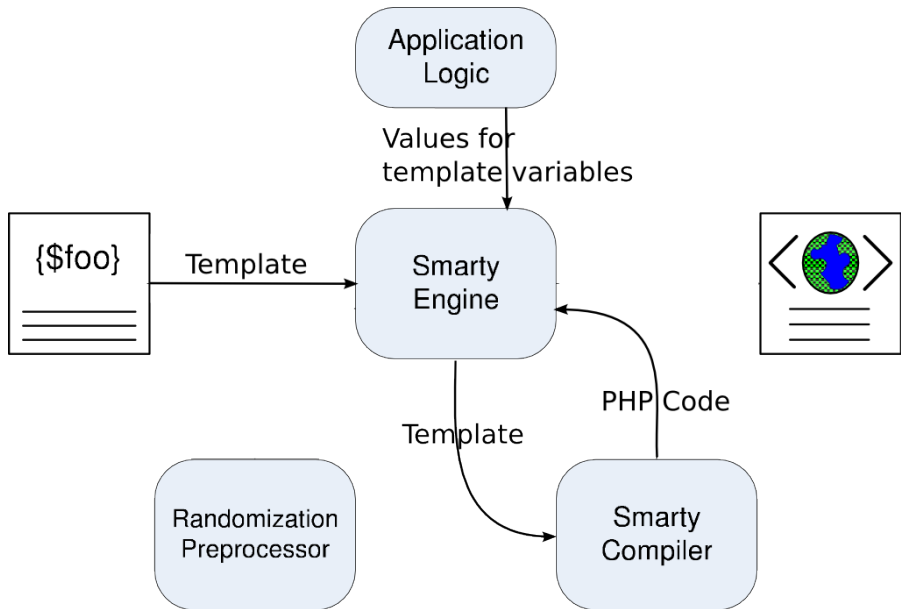 Application
Logic
Values for
template variables
{$foo}
Template
Smarty
Engine
PHP Code
Template
Randomization
Preprocessor
Smarty
Compiler